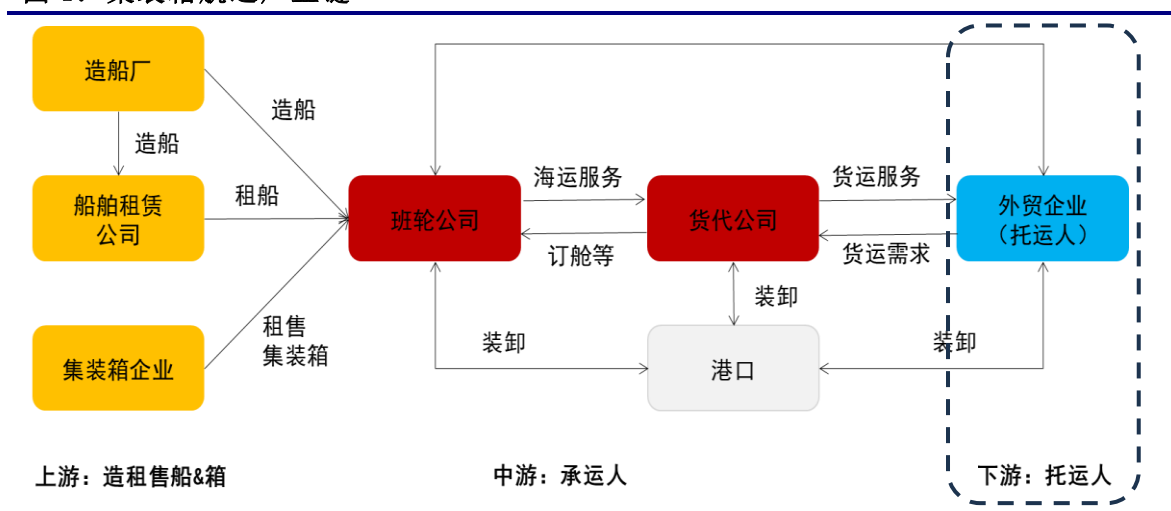 造船厂
造船
造船
船舶租赁
公司
租船
班轮公司
海运服务
订舱等
货代公司
货运服务
货运需求
外贸企业
（托运人）
集装箱企业
租售
集装箱
装卸
装卸
港口
装卸
上游：造租售船&箱
中游：承运人
下游：托运人